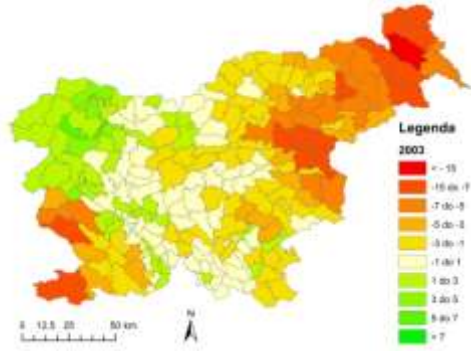 Legenda
2003
< - 15
-15 do -7
-7 do -5
-5 do -3
-3 do -1
-1 do 1
1 do 3
3 do 5
5 do 7
> 7
N
0 12.5 25 50 km